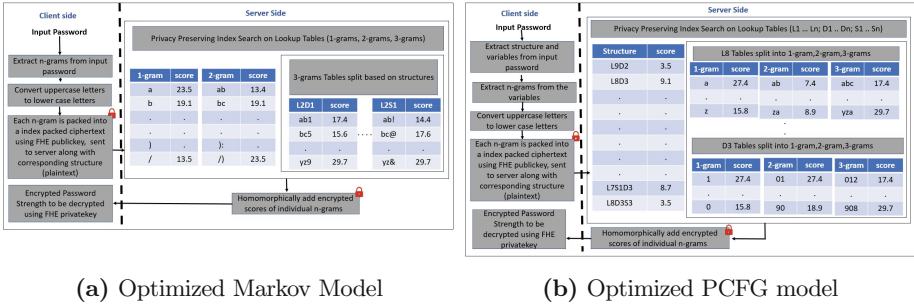 Client side
Server Side
Input Password
Extract n-grams from input
password
Convert uppercase letters
to lower case letters
Each n-gram is packed into
a index packed ciphertext
using FHE publickey, sent
to server along with
corresponding structure
(plaintext)
Encrypted Password
Strength to be decrypted
using FHE privatekey
Privacy Preserving Index Search on Lookup Tables (1-grams, 2-grams, 3-grams)
1-gram score 2-gram score
a 23.5 ab 13.4
b 19.1 bc 19.1
. . . .
. . . .
) . ): .
/ 13.5 /) 23.5
3-grams Tables split based on structures
L2D1 score L2S1 score
ab1 17.4 ab! 14.4
bc5 15.6 .... bc@ 17.6
. . . .
yz9 29.7 yz& 29.7
Homomorphically add encrypted
scores of individual n-grams
(a) Optimized Markov Model
Client side
Server Side
Input Password
Extract structure and
variables from input
password
Extract n-grams from the
variables
Convert uppercase letters
to lower case letters
Each n-gram is packed into
a index packed ciphertext
using FHE publickey, sent
to server along with
corresponding structure
(plaintext)
Encrypted Password
Strength to be decrypted
using FHE privatekey
Privacy Preserving Index Search on Lookup Tables (L1 ... Ln; D1 .. Dn; S1 .. Sn)
Structure score
L9D2 3.5
L8D3 9.1
. .
. .
. .
. .
. .
L7S1D3 8.7
L8D3S3 3.5
L8 Tables split into 1-gram,2-gram,3-grams
1-gram score 2-gram score 3-gram score
a 27.4 ab 7.4 abc 17.4
. . . . . .
z 15.8 za 8.9 yza 29.7
.
:
D3 Tables split into 1-gram,2-gram,3-grams
1-gram score 2-gram score 3-gram score
1 27.4 01 27.4 012 17.4
. . . . . .
0 15.8 90 18.9 908 29.7
Homomorphically add encrypted
scores of individual n-grams
(b) Optimized PCFG model